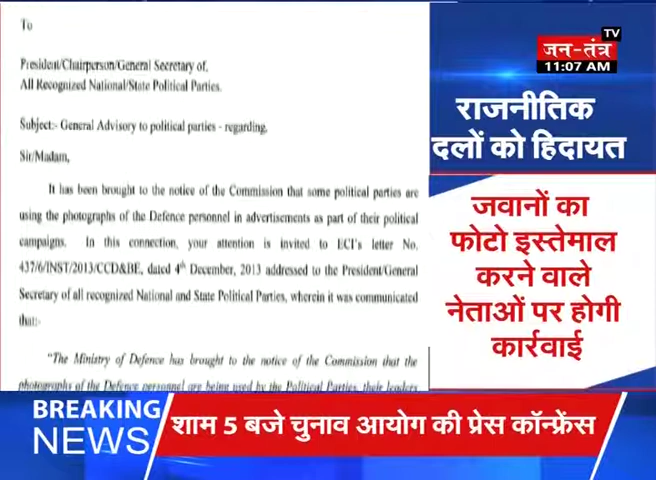 To
President/Chairperson/General Secretary of,
All Recognized National/State Political Parties.
Subject:- General Advisory to political parties - regarding,
Sir/Madam,
It has been brought to the notice of the Commission that some political parties are
using the photographs of the Defence personnel in advertisements as part of their political
campaigns. In this connection, your attention is invited to ECI's letter No.
437/6/INST/2013/CCD&BE, dated 4th December, 2013 addressed to the President/General
Secretary of all recognized National and State Political Parties, wherein it was communicated
that:-
"The Ministry of Defence has brought to the notice of the Commission that the
photographs of the Defence personnel are being used by the Political Parties, their leaders
TV
जन-तंत्र
11:07 AM
राजनीतिक
दलों को हिदायत
जवानों का
फोटो इस्तेमाल
करने वाले
नेताओं पर होगी
कार्रवाई
BREAKING
NEWS
शाम 5 बजे चुनाव आयोग की प्रेस कॉन्फ्रेंस